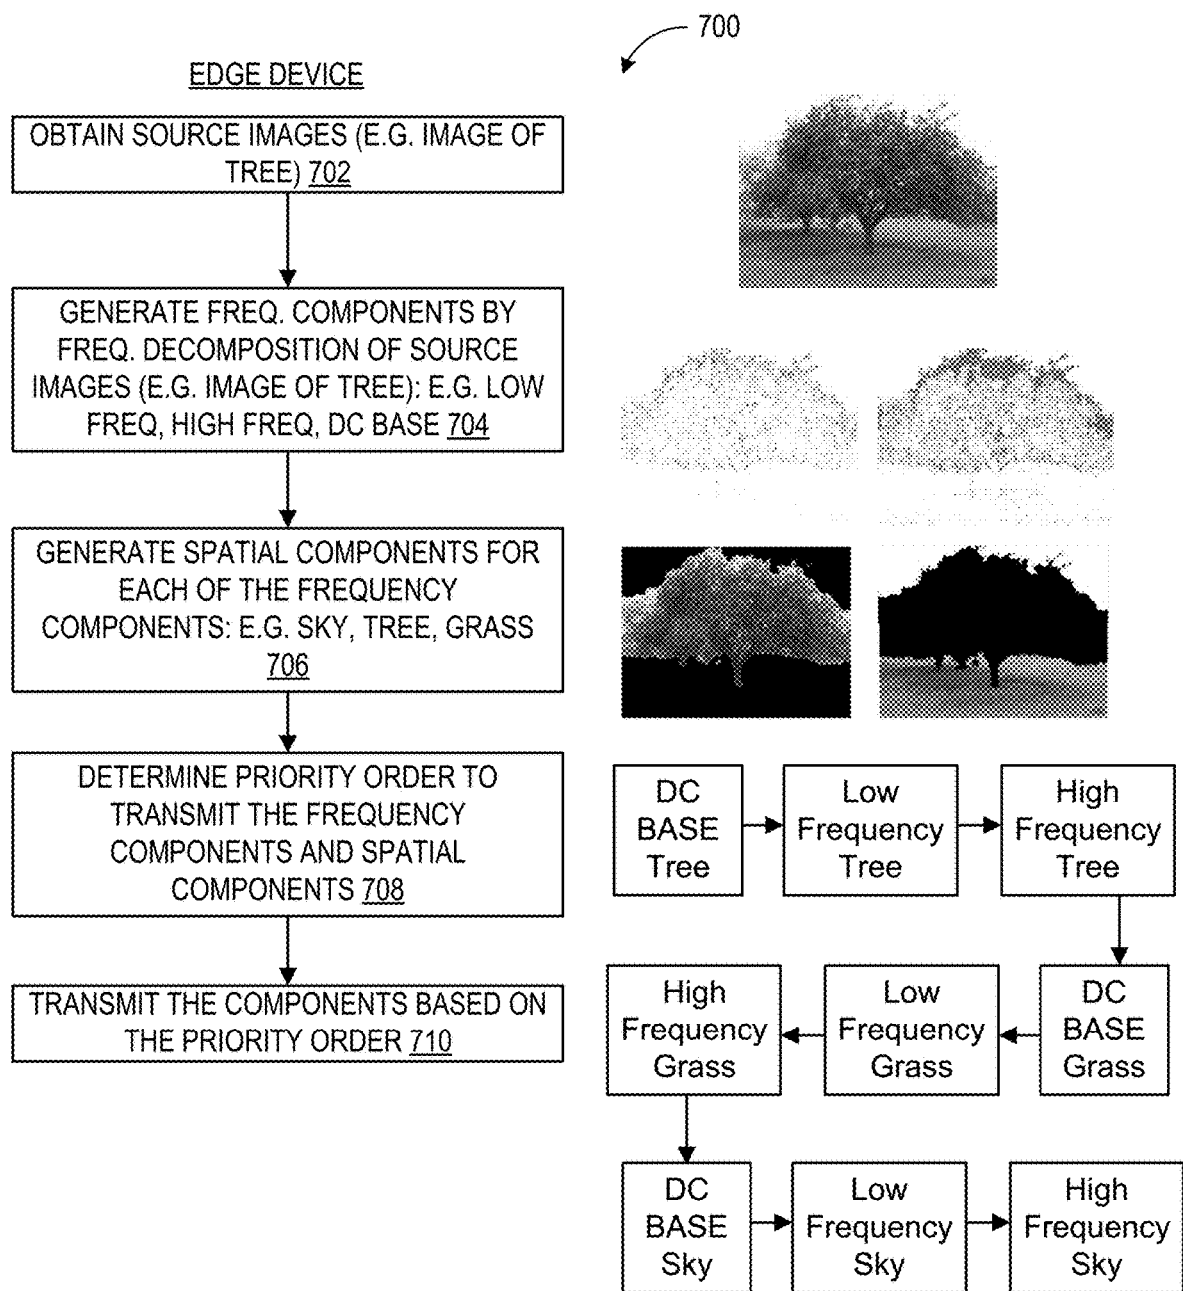 700
EDGE DEVICE
OBTAIN SOURCE IMAGES (E.G. IMAGE OF
TREE) 702
GENERATE FREQ. COMPONENTS BY
FREQ. DECOMPOSITION OF SOURCE
IMAGES (E.G. IMAGE OF TREE): E.G. LOW
FREQ, HIGH FREQ, DC BASE 704
GENERATE SPATIAL COMPONENTS FOR
EACH OF THE FREQUENCY
COMPONENTS: E.G. SKY, TREE, GRASS
706
DETERMINE PRIORITY ORDER TO
TRANSMIT THE FREQUENCY
COMPONENTS AND SPATIAL
COMPONENTS 708
TRANSMIT THE COMPONENTS BASED ON
THE PRIORITY ORDER 710
DC
BASE
Tree
Low
Frequency
Tree
High
Frequency
Tree
High
Frequency
Grass
Low
Frequency
Grass
DC
BASE
Grass
DC
BASE
Sky
Low
Frequency
Sky
High
Frequency
Sky